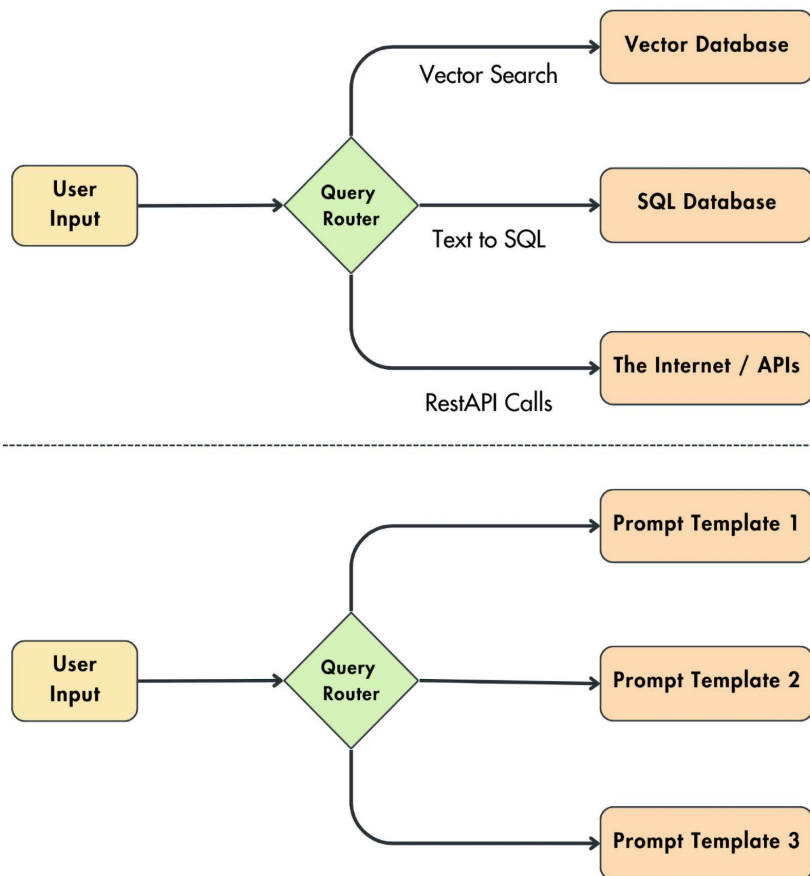 Vector Database
Vector Search
User
Input
Query
Router
SQL Database
Text to SQL
The Internet / APIs
RestAPI Calls
Prompt Template 1
User
Input
Query
Router
Prompt Template 2
Prompt Template 3